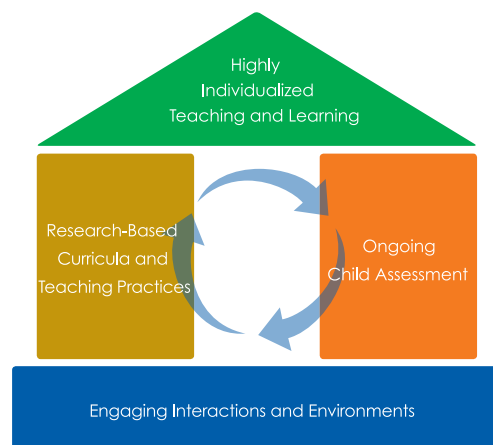 Highly
Individualized
Teaching and Learning
Research-Based
Curricula and
Teaching Practices
Ongoing
Child Assessment
Engaging Interactions and Environments